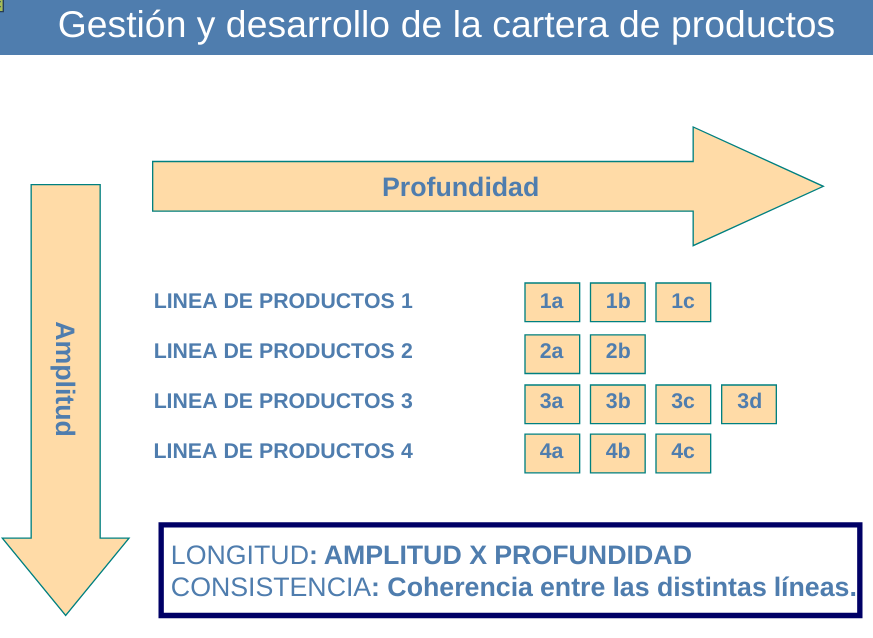 Gestión y desarrollo de la cartera de productos
Profundidad
Amplitud
LINEA DE PRODUCTOS 1 1a 1b 1c
LINEA DE PRODUCTOS 2 2a 2b
LINEA DE PRODUCTOS 3 3a 3b 3c 3d
LINEA DE PRODUCTOS 4 4a 4b 4c
LONGITUD: AMPLITUD X PROFUNDIDAD
CONSISTENCIA: Coherencia entre las distintas líneas.